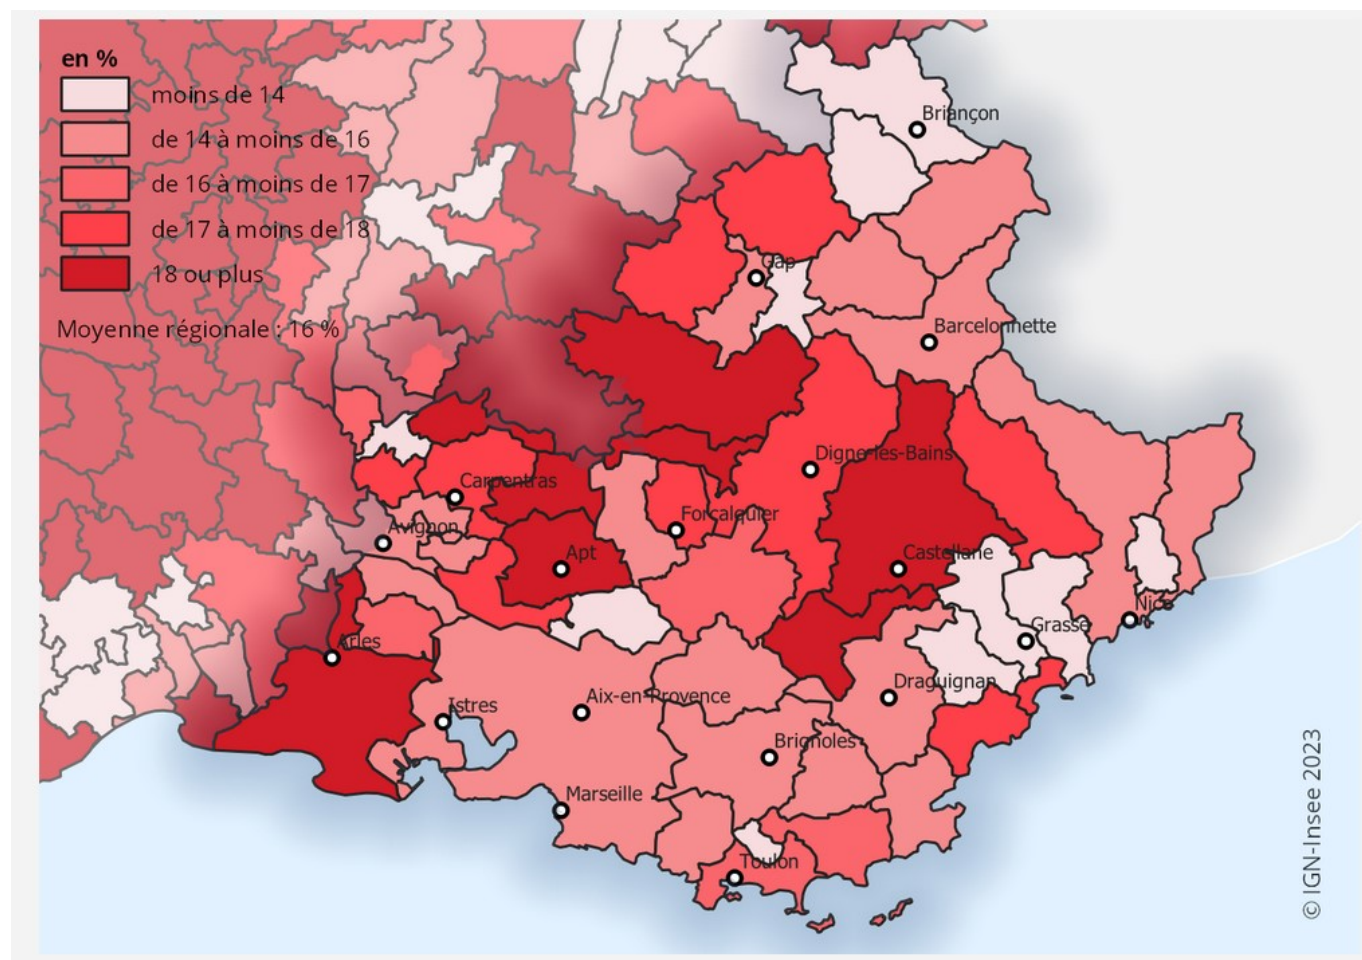 en %
moins de 14
de 14 à moins de 16
de 16 à moins de 17
de 17 à moins de 18
18 ou plus
Moyenne régionale : 16 %
Briançon
Gap
Barcelonnette
Digne-les-Bains
Carpentras
Forcalquier
Avignon
Apt
Castellane
Nice
Grasse
Arles
Draguignan
Aix-en-Provence
Istres
Brignoles
Marseille
Toulon
© IGN-Insee 2023